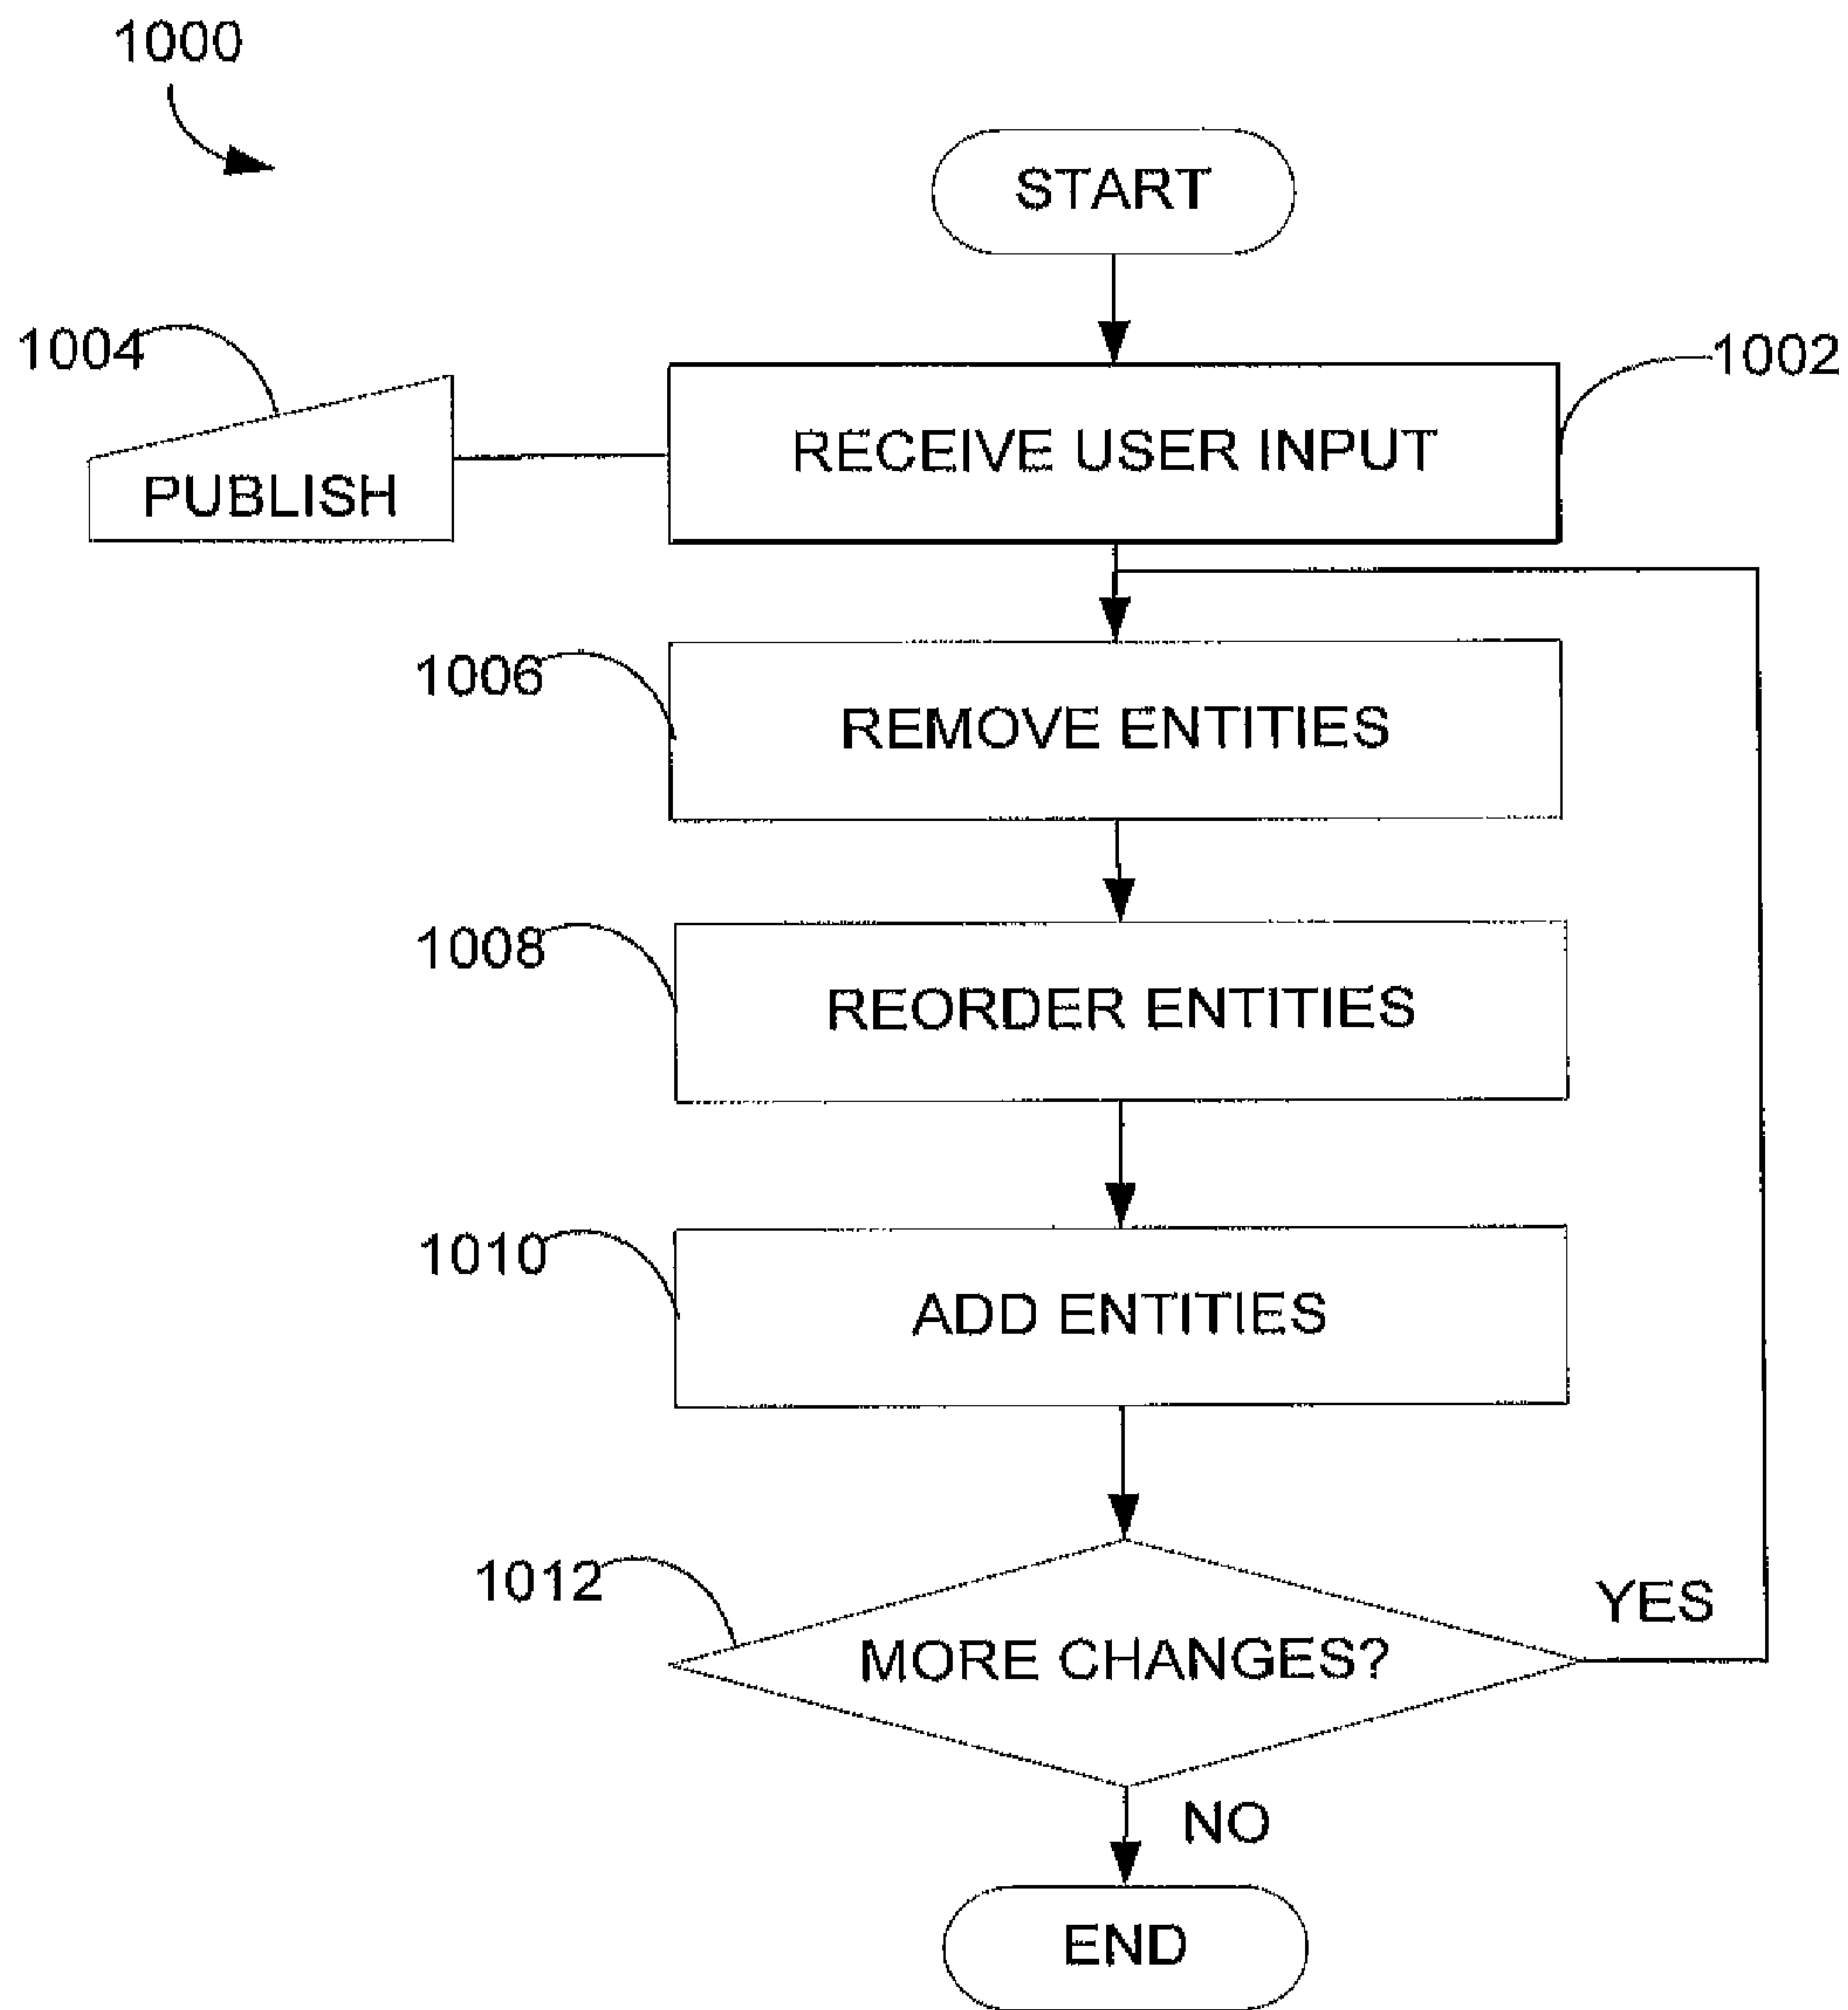 1000
START
1004
1002
RECEIVE USER INPUT
PUBLISH
1006
REMOVE ENTITIES
1008
REORDER ENTITIES
1010
ADD ENTITIES
1012
YES
MORE CHANGES?
NO
END